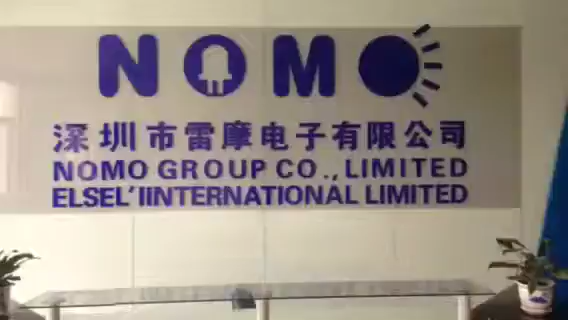 NOMO
深圳市雷摩电子有限公司
NOMO GROUP CO., LIMITED
ELSEL'IINTERNATIONAL LIMITED